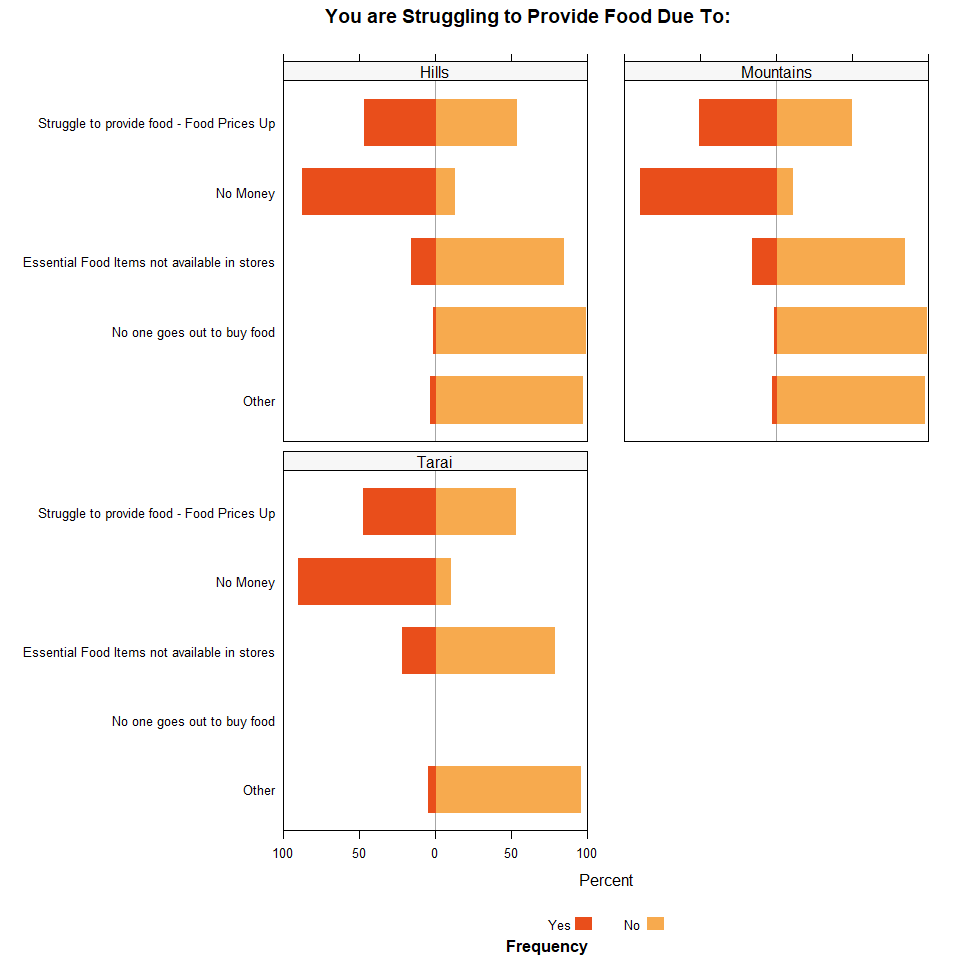 You are Struggling to Provide Food Due To:
Hills
Mountains
Struggle to provide food - Food Prices Up
No Money
Essential Food Items not available in stores
No one goes out to buy food
Other
Tarai
Struggle to provide food - Food Prices Up
No Money
Essential Food Items not available in stores
No one goes out to buy food
Other
100 50 0 50 100
Percent
Yes No
Frequency